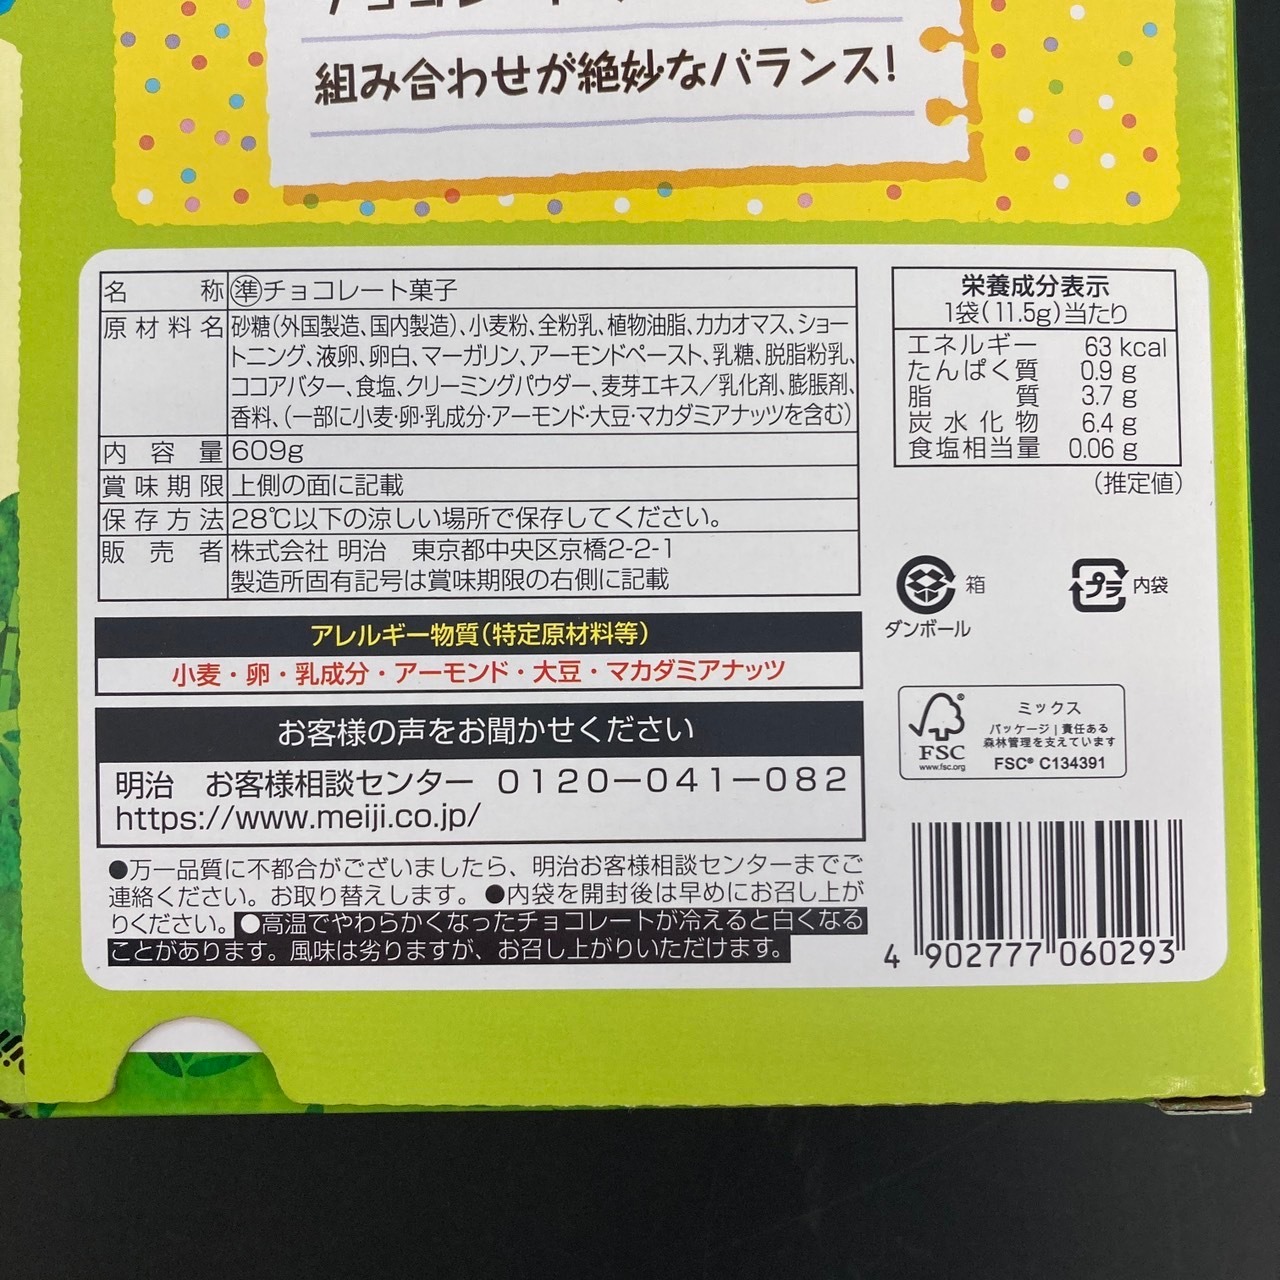 組み合わせが絶妙なバランス!
名称 ㊜チョコレート菓子
原材料名 砂糖(外国製造、国内製造)、小麦粉、全粉乳、植物油脂、カカオマス、ショー
トニング、液卵、卵白、マーガリン、アーモンドペースト、乳糖、脱脂粉乳、
ココアバター、食塩、クリーミングパウダー、麦芽エキス/乳化剤、膨脹剤、
香料、(一部に小麦・卵・乳成分・アーモンド・大豆・マカダミアナッツを含む)
内容量 609g
賞味期限 上側の面に記載
保存方法 28℃以下の涼しい場所で保存してください。
販売者 株式会社 明治 東京都中央区京橋2-2-1
製造所固有記号は賞味期限の右側に記載
アレルギー物質(特定原材料等)
小麦・卵・乳成分・アーモンド・大豆・マカダミアナッツ
お客様の声をお聞かせください
明治 お客様相談センター 0120-041-082
https://www.meiji.co.jp/
●万一品質に不都合がございましたら、明治お客様相談センターまでご
連絡ください。お取り替えします。●内袋を開封後は早めにお召し上が
りください。●高温でやわらかくなったチョコレートが冷えると白くなる
ことがあります。風味は劣りますが、お召し上がりいただけます。
栄養成分表示
1袋(11.5g)当たり
エネルギー 63 kcal
たんぱく質 0.9 g
脂質 3.7 g
炭水化物 6.4 g
食塩相当量 0.06 g
(推定値)
箱
ダンボール
プラ 内袋
FSC®
www.fsc.org
ミックス
パッケージ|責任ある
森林管理を支えています
FSC® C134391
4 902777 060293